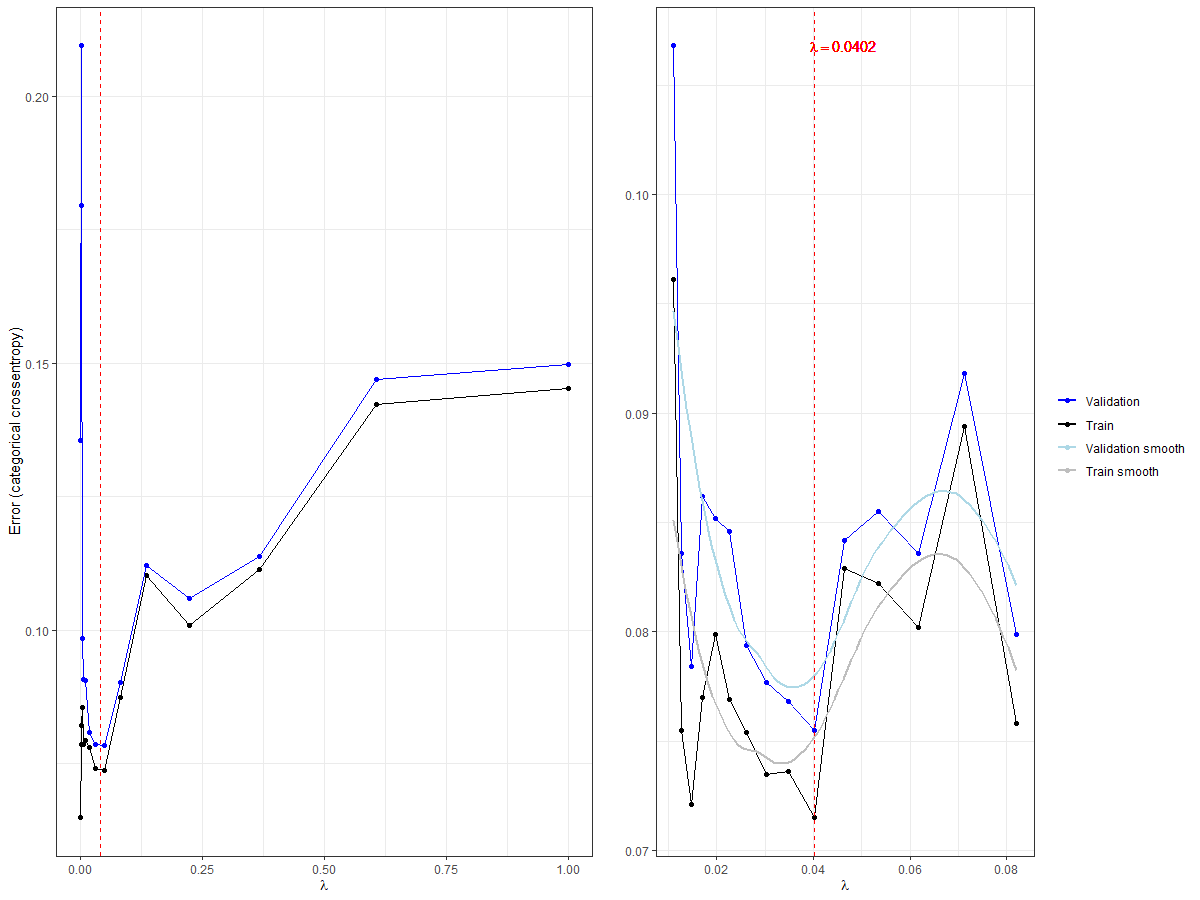 Error (categorical crossentropy)
0.20
0.15
0.10
0.00 0.25 0.50 0.75 1.00
λ
λ = 0.0402
0.10
0.09
0.08
0.07
0.02 0.04 0.06 0.08
λ
Validation
Train
Validation smooth
Train smooth